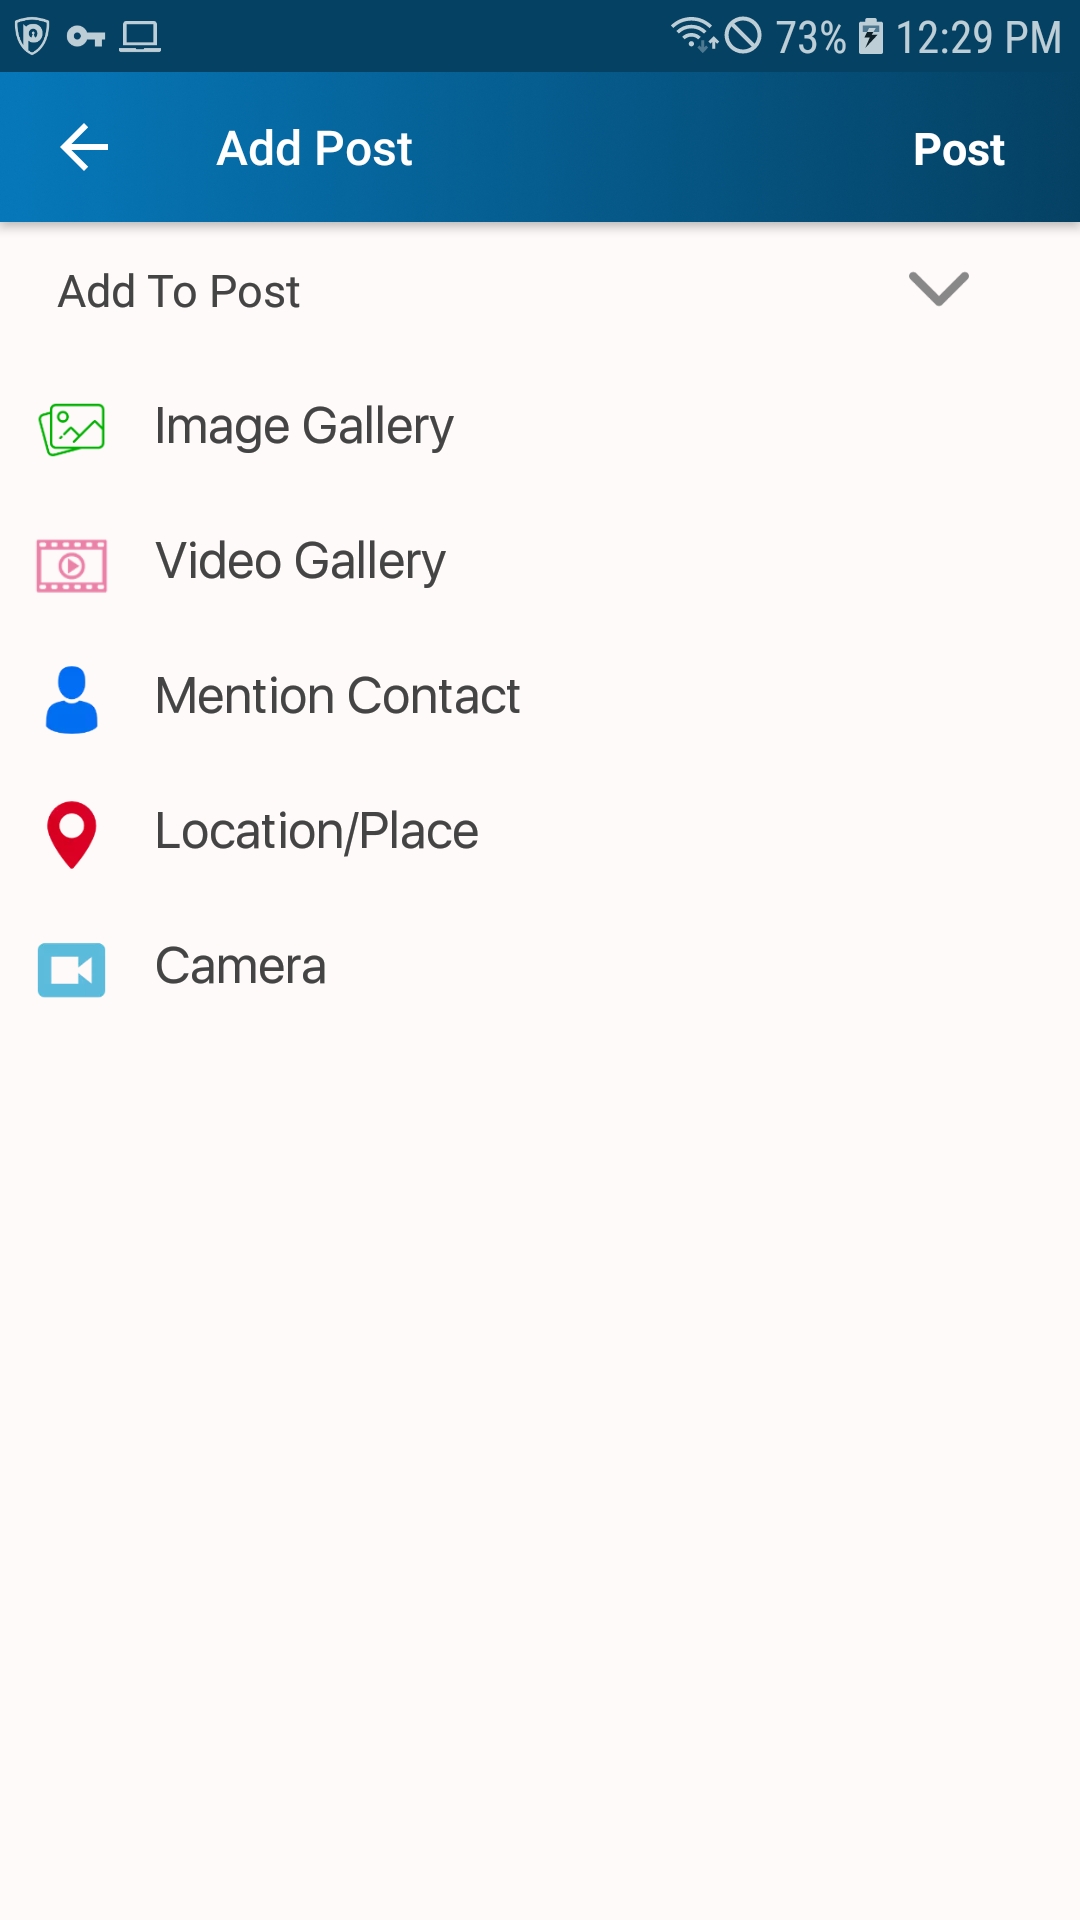 73% 12:29 PM
Add Post Post
Add To Post
Image Gallery
Video Gallery
Mention Contact
Location/Place
Camera